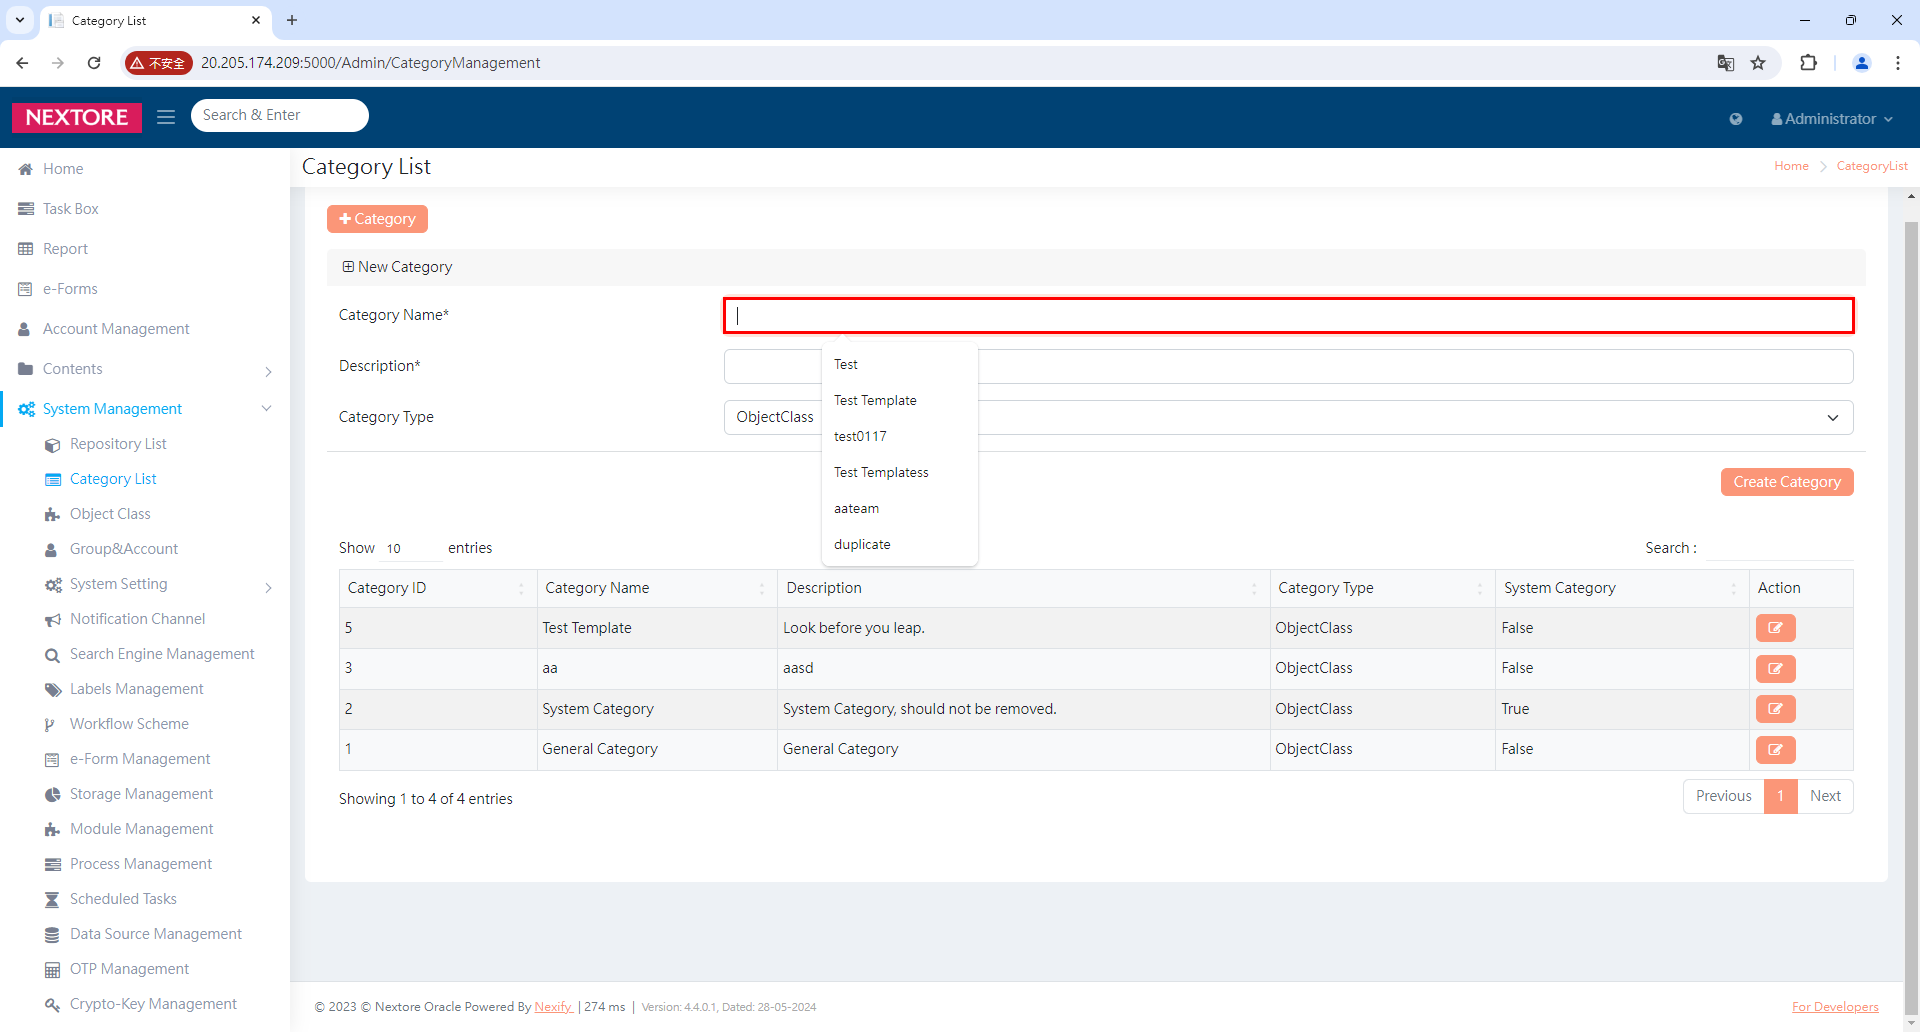 Category List
不安全
20.205.174.209:5000/Admin/CategoryManagement
NEXTORE
Search & Enter
Administrator
Home
Task Box
Report
e-Forms
Account Management
Contents
System Management
Repository List
Category List
Object Class
Group&Account
System Setting
Notification Channel
Search Engine Management
Labels Management
Workflow Scheme
e-Form Management
Storage Management
Module Management
Process Management
Scheduled Tasks
Data Source Management
OTP Management
Crypto-Key Management
Category List
Home CategoryList
Category
New Category
Category Name*
Description*
Category Type
ObjectClass
Test
Test Template
test0117
Test Templatess
aateam
duplicate
Create Category
Show 10 entries
Search :
Category ID Category Name Description Category Type System Category Action
5 Test Template Look before you leap. ObjectClass False
3 aa aasd ObjectClass False
2 System Category System Category, should not be removed. ObjectClass True
1 General Category General Category ObjectClass False
Showing 1 to 4 of 4 entries
Previous 1 Next
© 2023 © Nextore Oracle Powered By Nexify | 274 ms | Version: 4.4.0.1, Dated: 28-05-2024
For Developers